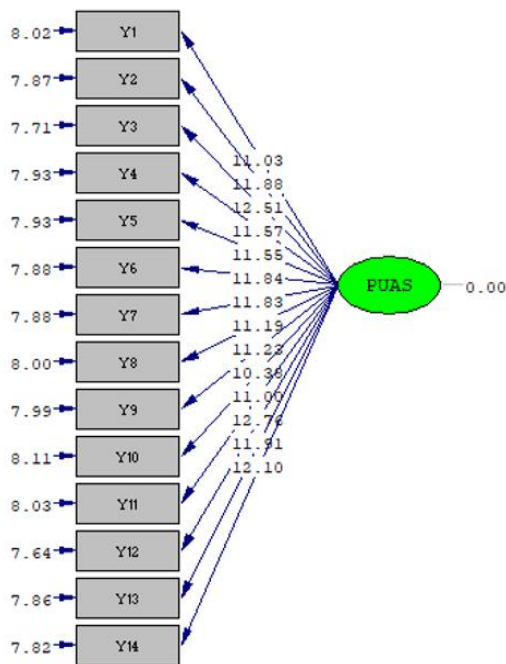 8.02 Y1
7.87 Y2
7.71 Y3
7.93 Y4
7.93 Y5
7.88 Y6
7.88 Y7
8.00 Y8
7.99 Y9
8.11 Y10
8.03 Y11
7.64 Y12
7.86 Y13
7.82 Y14
11.03
11.88
12.51
11.57
11.55
11.84
11.83
11.19
11.23
10.38
11.00
12.76
11.91
12.10
PUAS 0.00